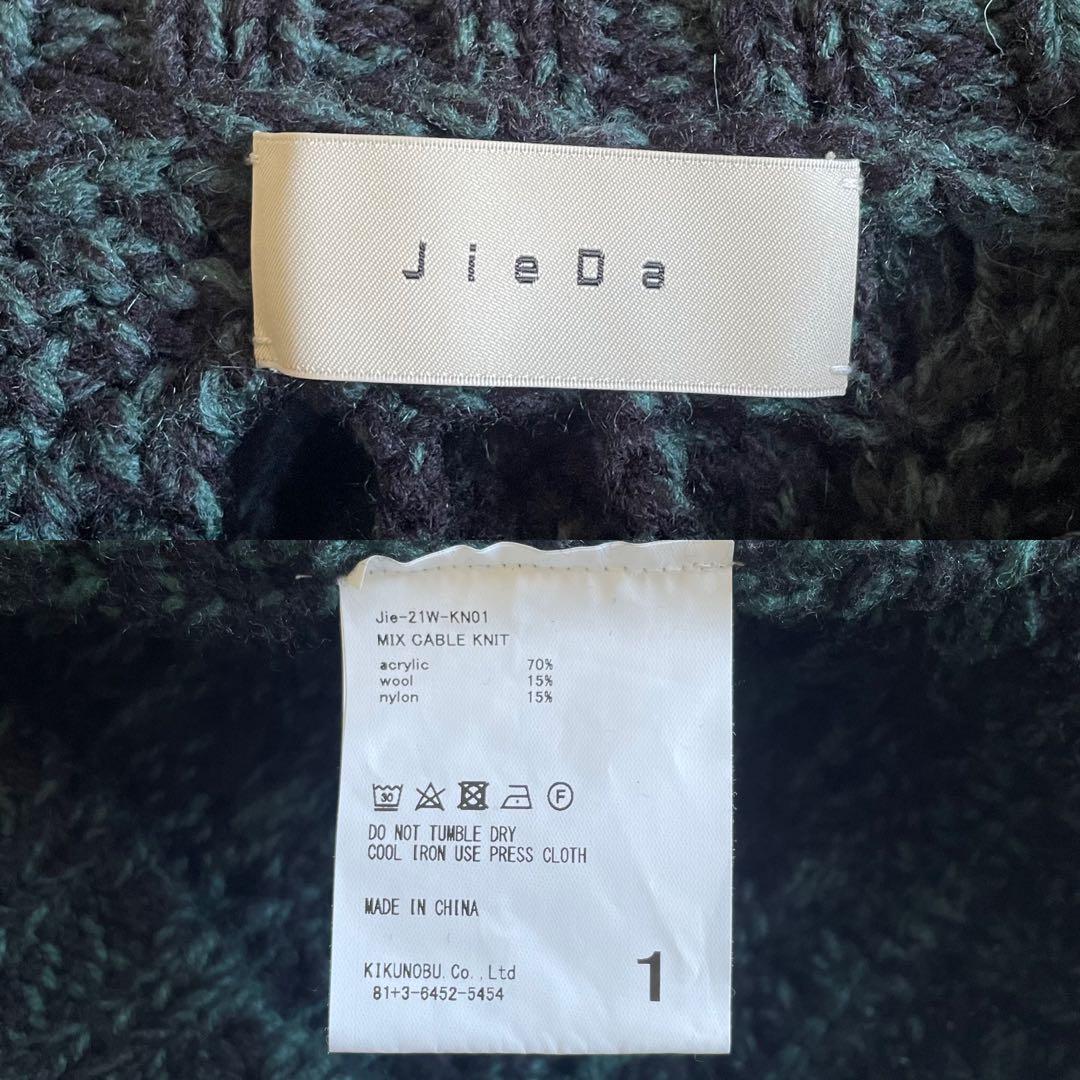 JieDa
Jie-21W-KN01
MIX CABLE KNIT
acrylic 70%
wool 15%
nylon 15%
30 F
DO NOT TUMBLE DRY
COOL IRON USE PRESS CLOTH
MADE IN CHINA
KIKUNOBU.Co.,Ltd
81+3-6452-5454
1